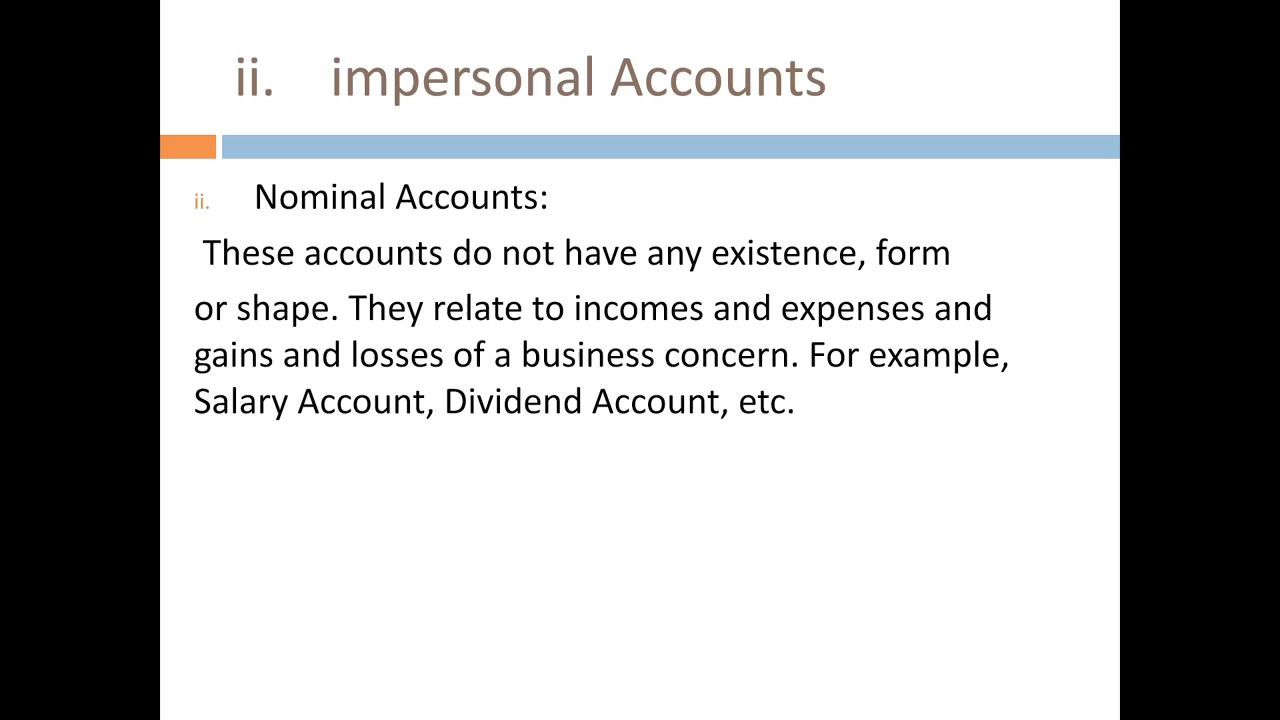 ii. impersonal Accounts
ii. Nominal Accounts:
These accounts do not have any existence, form
or shape. They relate to incomes and expenses and
gains and losses of a business concern. For example,
Salary Account, Dividend Account, etc.